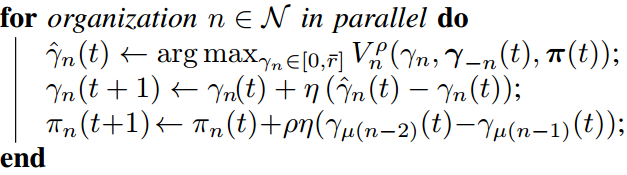 for organization n ∈ 𝒩 in parallel do
γ̂ₙ(t) ← arg max_{γₙ∈[0,r̄]} Vₙ^ρ(γₙ, γ₋ₙ(t), π(t));
γₙ(t + 1) ← γₙ(t) + η (γ̂ₙ(t) − γₙ(t));
πₙ(t+1) ← πₙ(t)+ρη(γ_{μ(n−2)}(t)−γ_{μ(n−1)}(t));
end